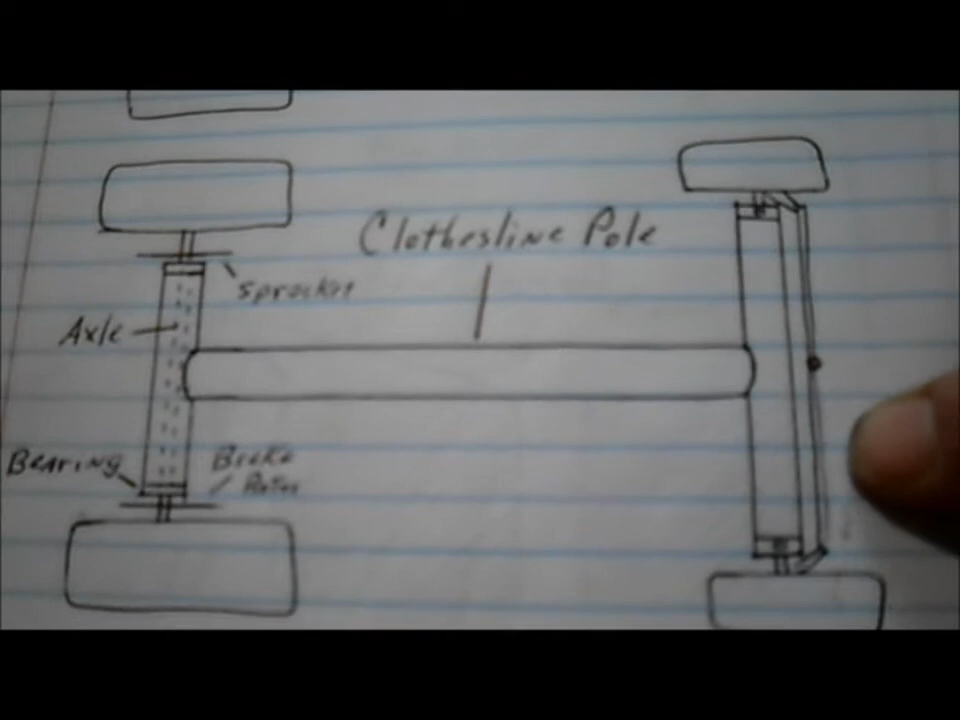 Clothesline Pole
Sprocket
Axle
Bearing
Brake
Rotor